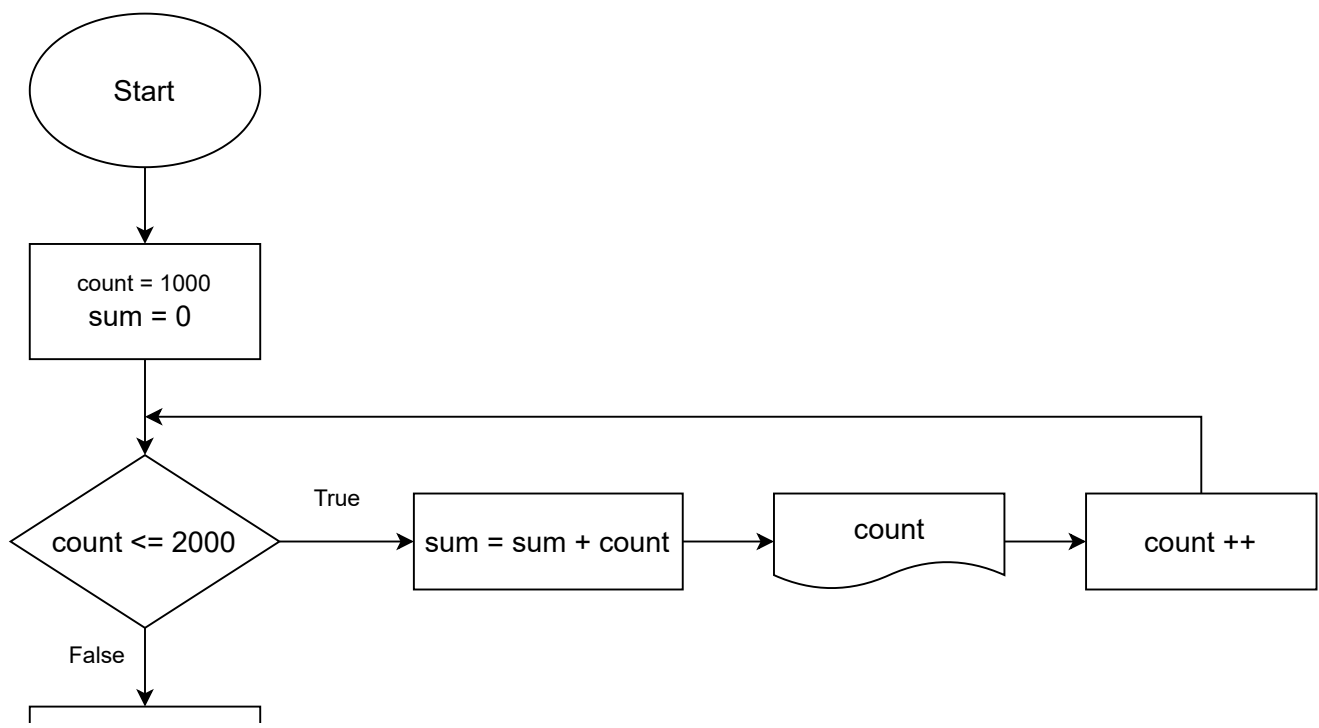 Start
count = 1000
sum = 0
count <= 2000
True
sum = sum + count
count
count ++
False